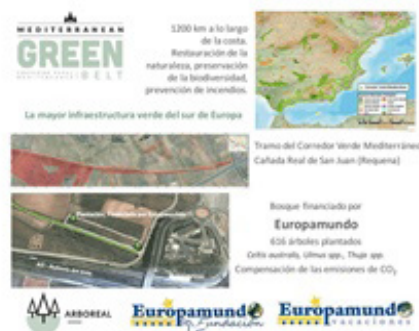 MEDITERRANEAN
GREEN
BELT
1200 km a lo largo
de la costa.
Restauración de la
naturaleza, preservación
de la biodiversidad,
prevención de incendios.
La mayor infraestructura verde del sur de Europa
Tramo del Corredor Verde Mediterráneo
Cañada Real de San Juan (Requena)
Bosque financiado por
Europamundo
616 árboles plantados
Celtis australis, Ulmus spp., Thuja spp.
Compensación de las emisiones de CO₂
ARBOREAL
Europamundo
Fundación
Europamundo
vacaciones